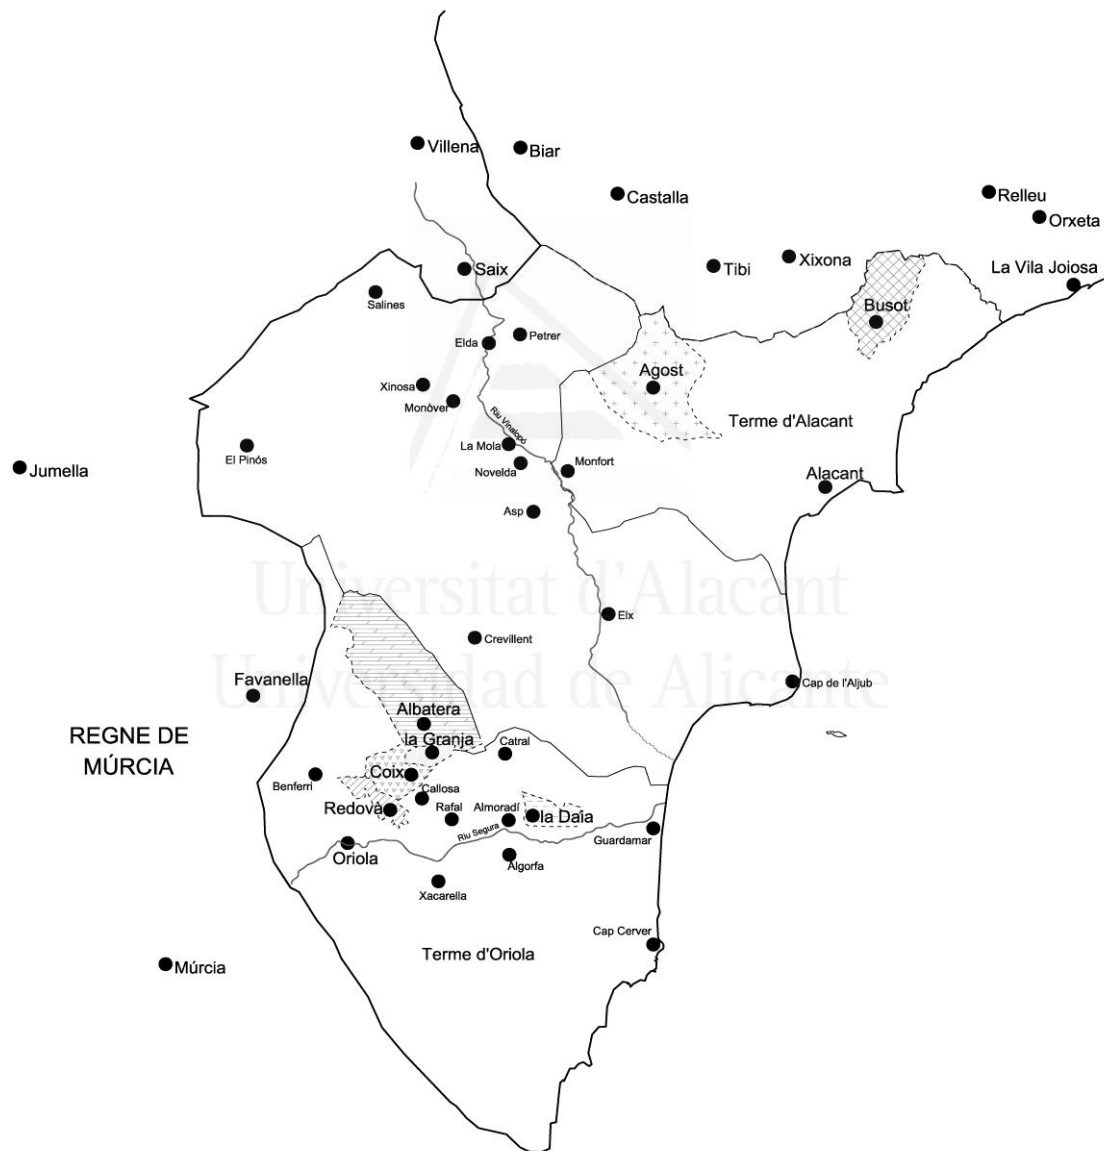 Villena
Biar
Castalla
Relleu
Orxeta
Saix
Tibi
Xixona
La Vila Joiosa
Salines
Busot
Elda
Petrer
Agost
Xinosa
Monòver
Riu Vinalopó
Terme d'Alacant
El Pinós
La Mola
Jumella
Novelda
Monfort
Alacant
Asp
Universitat d'Alacant
Elx
Crevillent
Universidad de Alicante
Favanella
Cap de l'Aljub
Albatera
REGNE DE
MÚRCIA
la Granja
Catral
Benferri
Coix
Callosa
Redovà
Rafal
Almoradí
la Daia
Riu Segura
Guardamar
Oriola
Algorfa
Xacarella
Cap Cerver
Terme d'Oriola
Múrcia